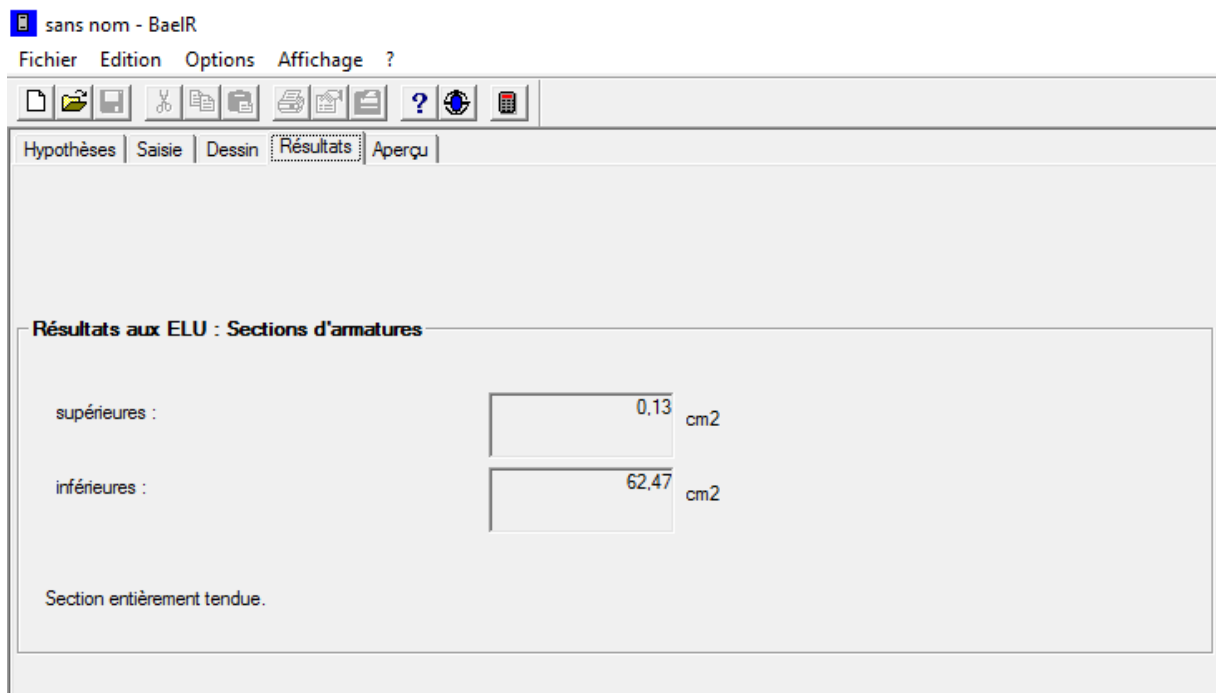 sans nom - BaelR
Fichier Edition Options Affichage ?
Hypothèses Saisie Dessin Résultats Aperçu
Résultats aux ELU : Sections d'armatures
supérieures : 0,13 cm2
inférieures : 62,47 cm2
Section entièrement tendue.